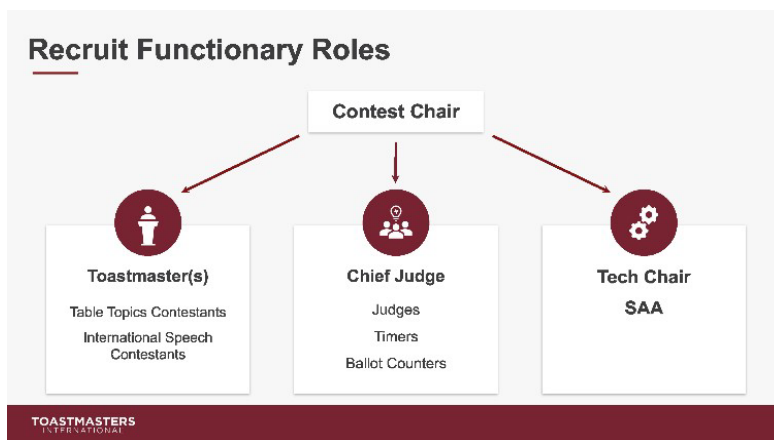 Recruit Functionary Roles
Contest Chair
Toastmaster(s)
Table Topics Contestants
International Speech
Contestants
Chief Judge
Judges
Timers
Ballot Counters
Tech Chair
SAA
TOASTMASTERS
INTERNATIONAL